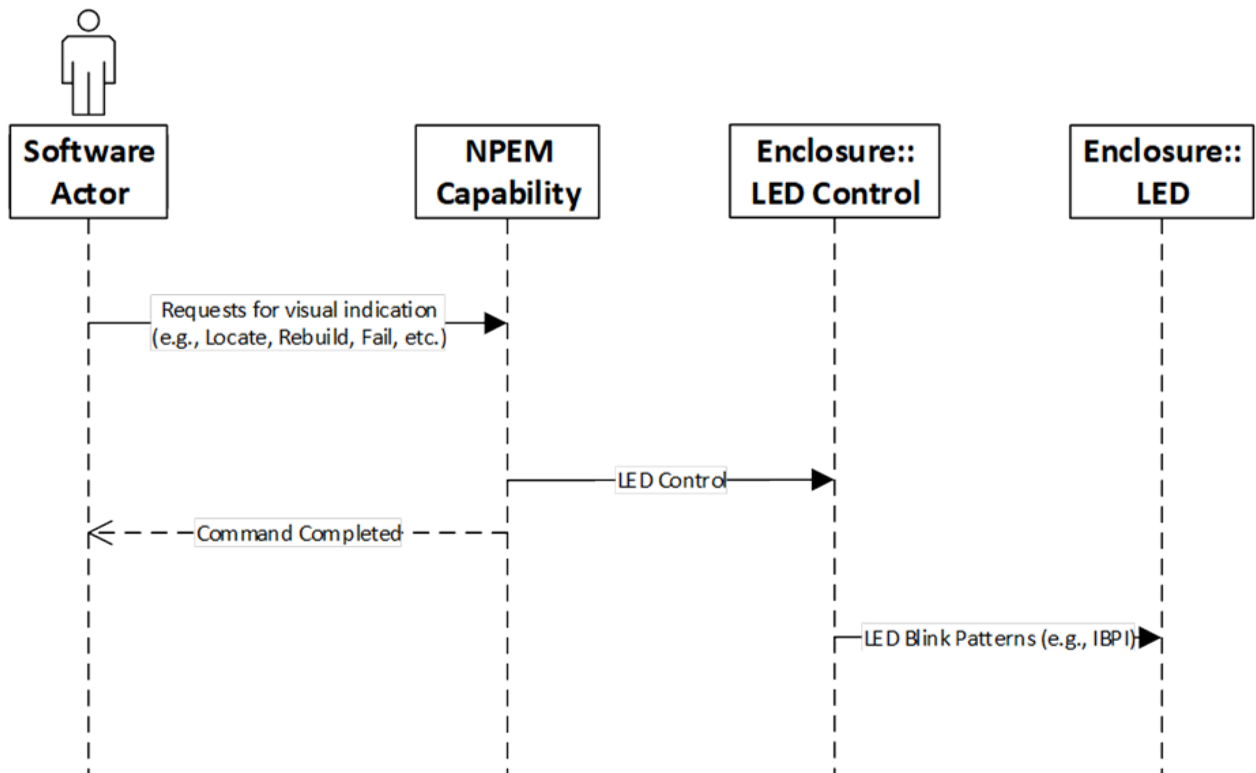 Software
Actor
NPEM
Capability
Enclosure::
LED Control
Enclosure::
LED
Requests for visual indication
(e.g., Locate, Rebuild, Fail, etc.)
LED Control
Command Completed
LED Blink Patterns (e.g., IBPI)